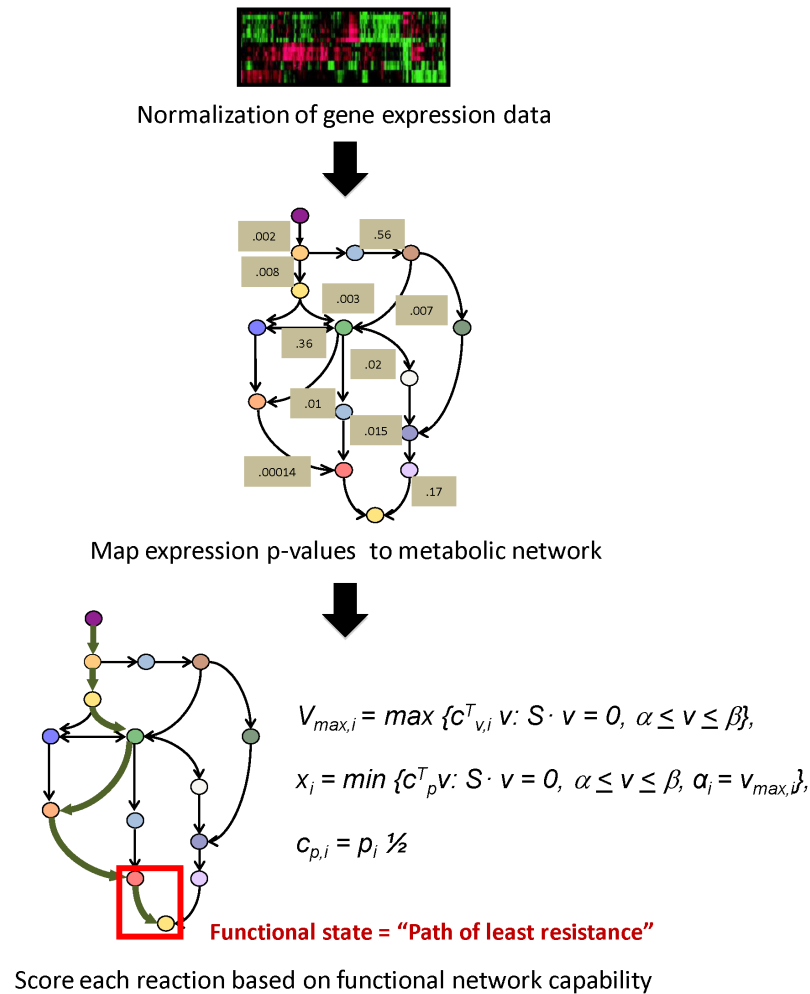 Normalization of gene expression data
.002
.56
.008
.003
.007
.36
.02
.01
.015
.00014
.17
Map expression p-values to metabolic network
V_max,i = max {c^T_v,i v: S· v = 0, α ≤ v ≤ β},
x_i = min {c^T_p v: S· v = 0, α ≤ v ≤ β, α_i = v_max,i},
c_p,i = p_i ½
Functional state = “Path of least resistance”
Score each reaction based on functional network capability